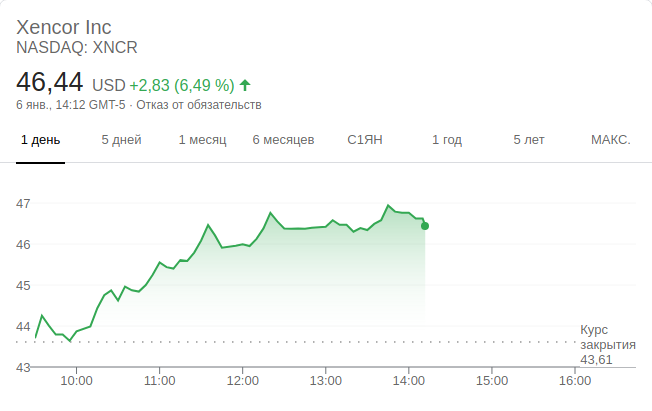 Xencor Inc
NASDAQ: XNCR
46,44 USD +2,83 (6,49 %)
6 янв., 14:12 GMT-5 · Отказ от обязательств
1 день 5 дней 1 месяц 6 месяцев С1ЯН 1 год 5 лет МАКС.
47
46
45
44
43
Курс
закрытия
43,61
10:00 11:00 12:00 13:00 14:00 15:00 16:00